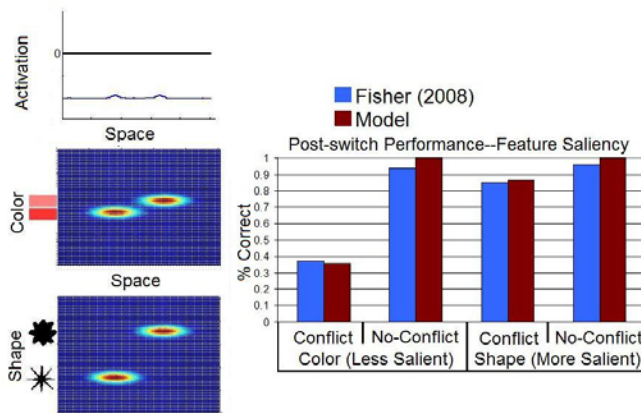 Activation
0
Space
Color
Space
Shape
Fisher (2008)
Model
Post-switch Performance--Feature Saliency
% Correct
1
0.9
0.8
0.7
0.6
0.5
0.4
0.3
0.2
0.1
0
Conflict No-Conflict Conflict No-Conflict
Color (Less Salient) Shape (More Salient)